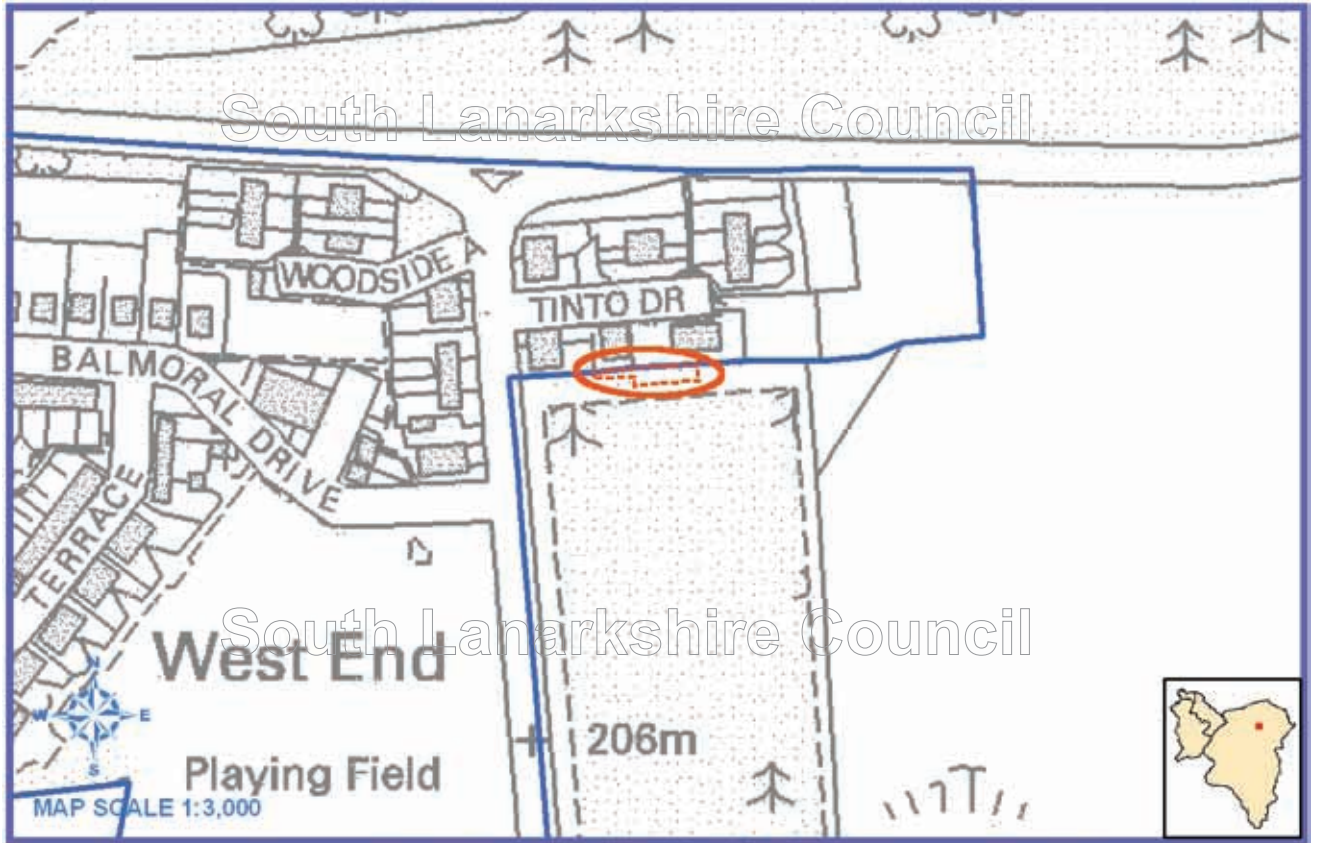 South Lanarkshire Council
WOODSIDE A
TINTO DR
BALMORAL DRIVE
TERRACE
South Lanarkshire Council
West End
N
W E
S
206m
Playing Field
MAP SCALE 1:3,000